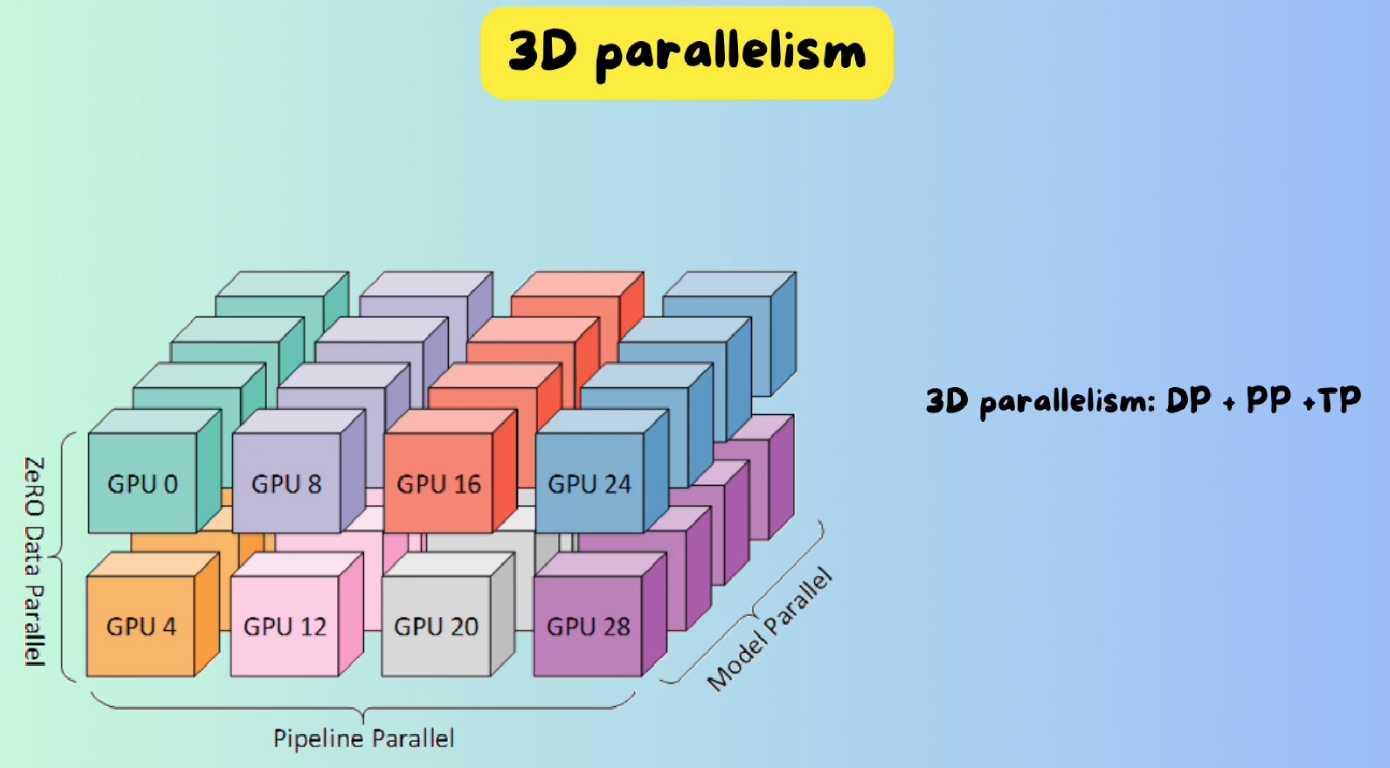 3D parallelism
GPU 0
GPU 8
GPU 16
GPU 24
GPU 4
GPU 12
GPU 20
GPU 28
ZeRO Data Parallel
Pipeline Parallel
Model Parallel
3D parallelism: DP + PP +TP